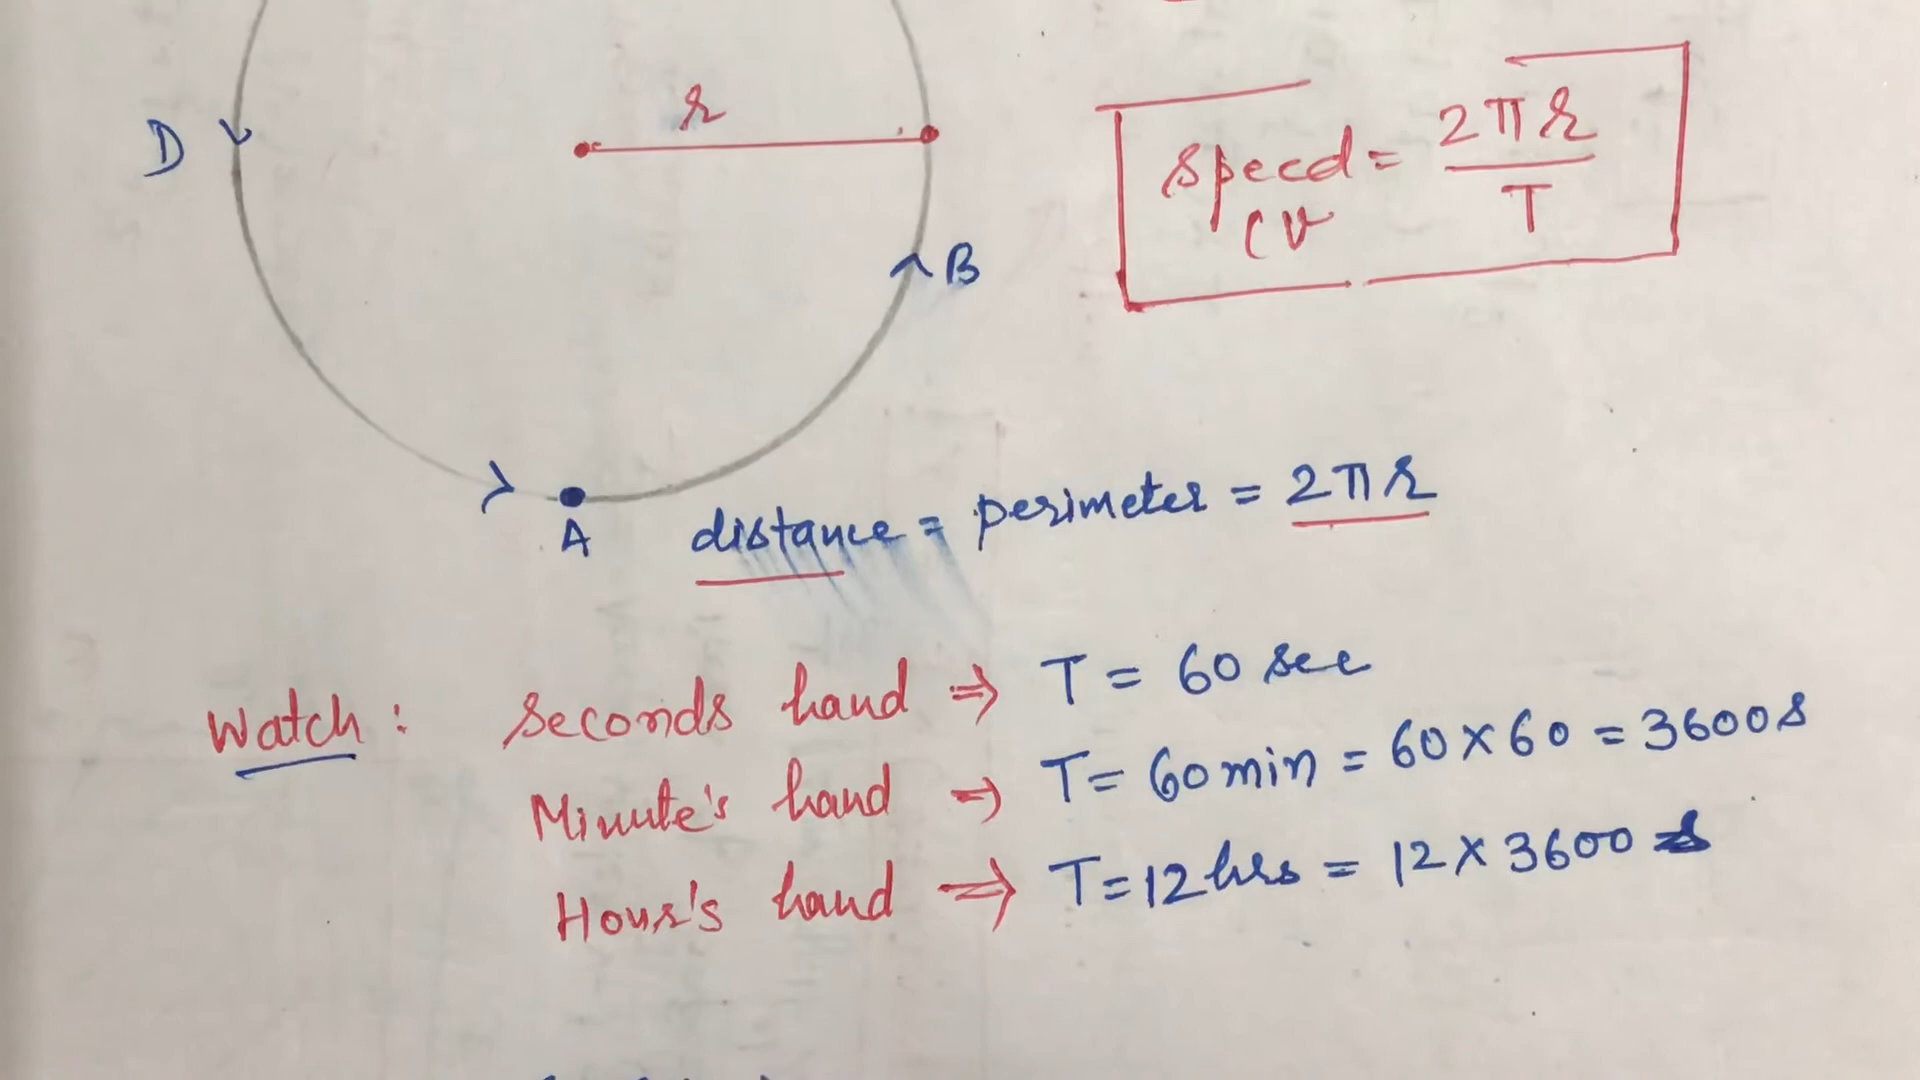 r
D
speed = 2πr / T
(v
B
A
distance = perimeter = 2πr
Watch : Seconds hand ⇒ T = 60 sec
Minute's hand ⇒ T = 60 min = 60 × 60 = 3600 s
Hour's hand ⇒ T = 12 hrs = 12 × 3600 s